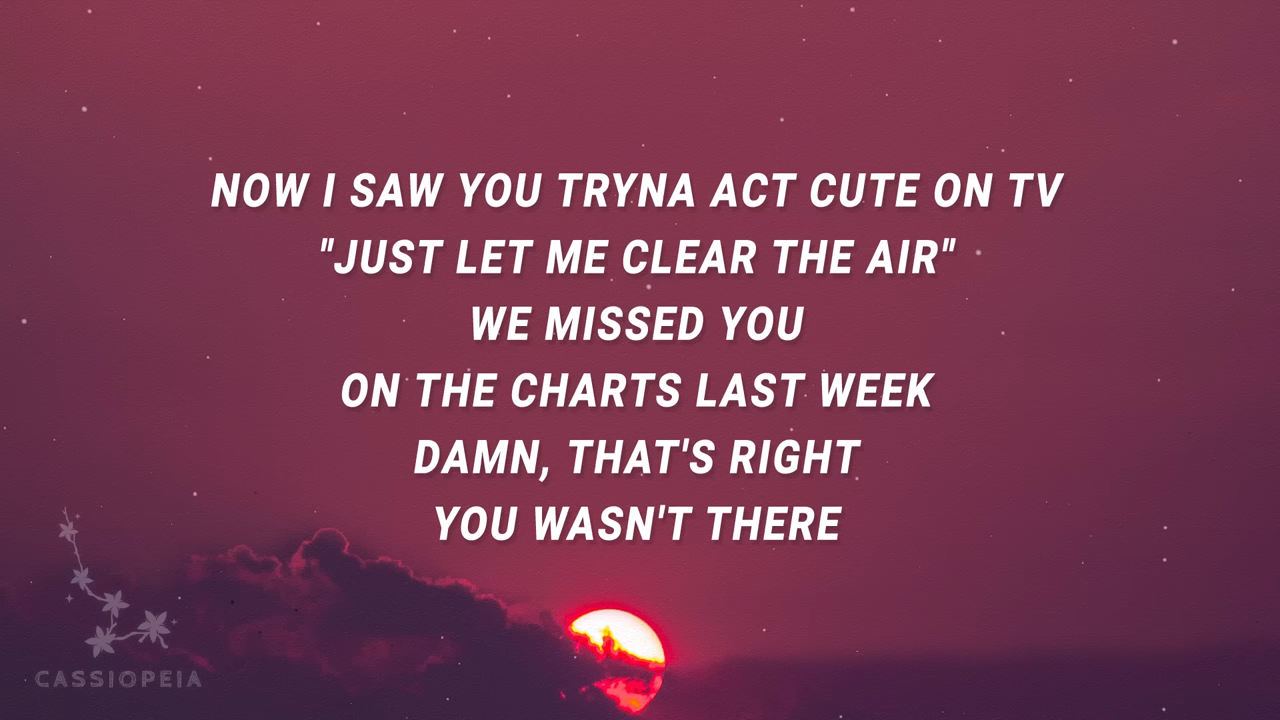 NOW I SAW YOU TRYNA ACT CUTE ON TV
"JUST LET ME CLEAR THE AIR"
WE MISSED YOU
ON THE CHARTS LAST WEEK
DAMN, THAT'S RIGHT
YOU WASN'T THERE
CASSIOPEIA